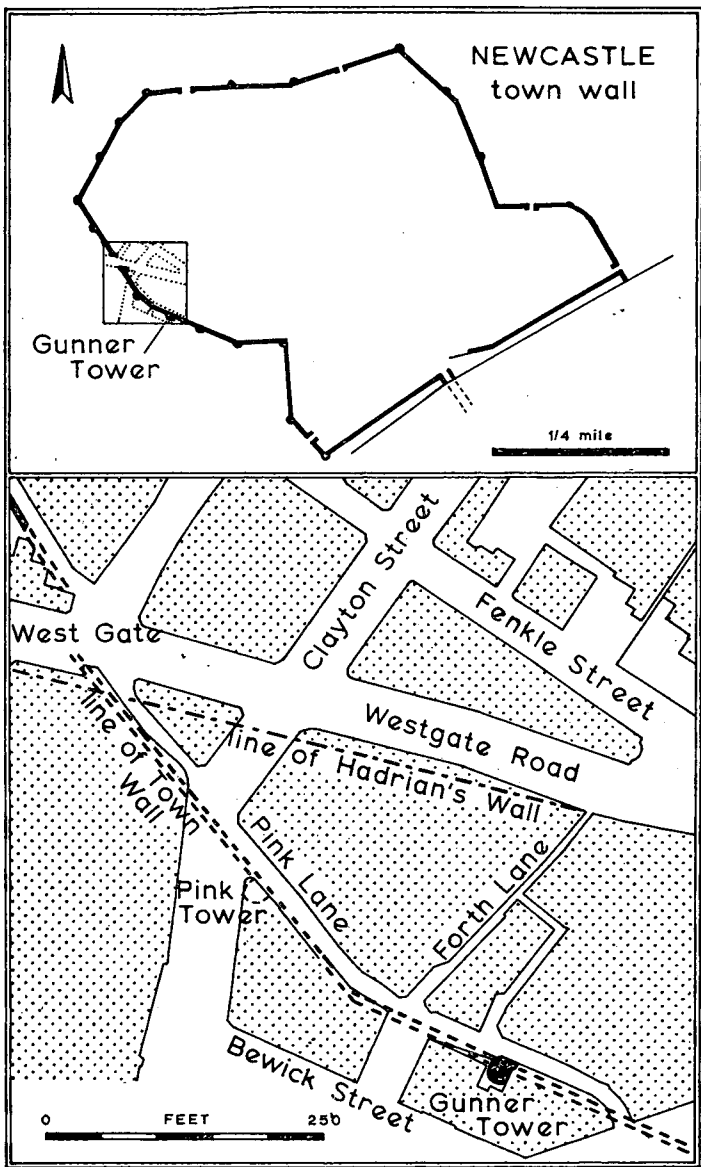 NEWCASTLE
town wall
Gunner
Tower
1/4 mile
Clayton Street
Fenkle Street
West Gate
Westgate Road
line of Hadrian's Wall
line of Town
Wall
Pink Lane
Forth Lane
Pink
Tower
Bewick Street
Gunner
Tower
0 FEET 250